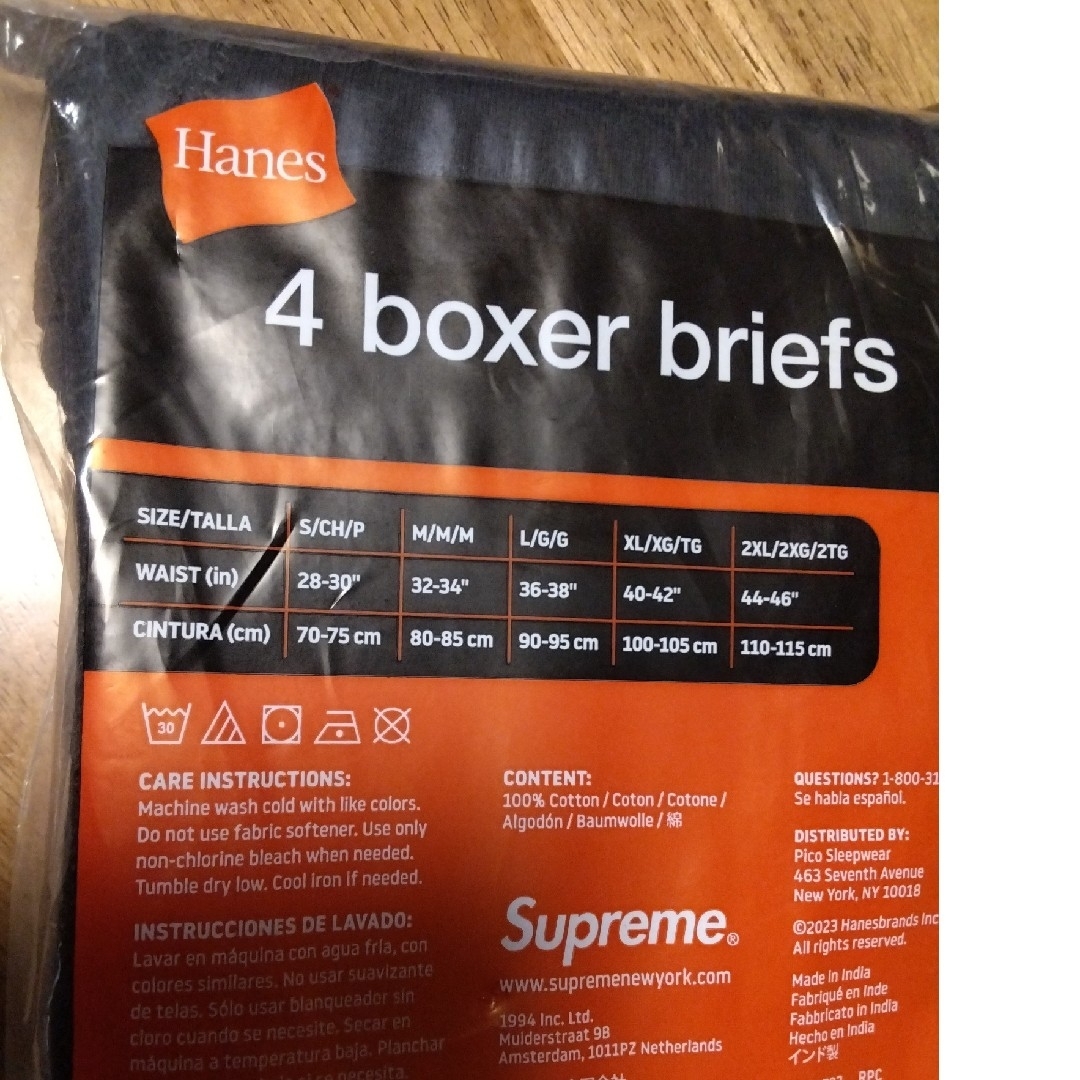 Hanes
4 boxer briefs
SIZE/TALLA S/CH/P M/M/M L/G/G XL/XG/TG 2XL/2XG/2TG
WAIST (in) 28-30" 32-34" 36-38" 40-42" 44-46"
CINTURA (cm) 70-75 cm 80-85 cm 90-95 cm 100-105 cm 110-115 cm
30
CARE INSTRUCTIONS:
Machine wash cold with like colors.
Do not use fabric softener. Use only
non-chlorine bleach when needed.
Tumble dry low. Cool iron if needed.
INSTRUCCIONES DE LAVADO:
Lavar en máquina con agua fría, con
colores similares. No usar suavizante
de telas. Sólo usar blanqueador sin
cloro cuando se necesite. Secar en
máquina a temperatura baja. Planchar
si se necesita.
CONTENT:
100% Cotton / Coton / Cotone /
Algodón / Baumwolle / 綿
Supreme®
www.supremenewyork.com
1994 Inc. Ltd.
Muiderstraat 9B
Amsterdam, 1011PZ Netherlands
QUESTIONS? 1-800-31
Se habla español.
DISTRIBUTED BY:
Pico Sleepwear
463 Seventh Avenue
New York, NY 10018
©2023 Hanesbrands Inc
All rights reserved.
Made in India
Fabriqué en Inde
Fabbricato in India
Hecho en India
インド製
RPC